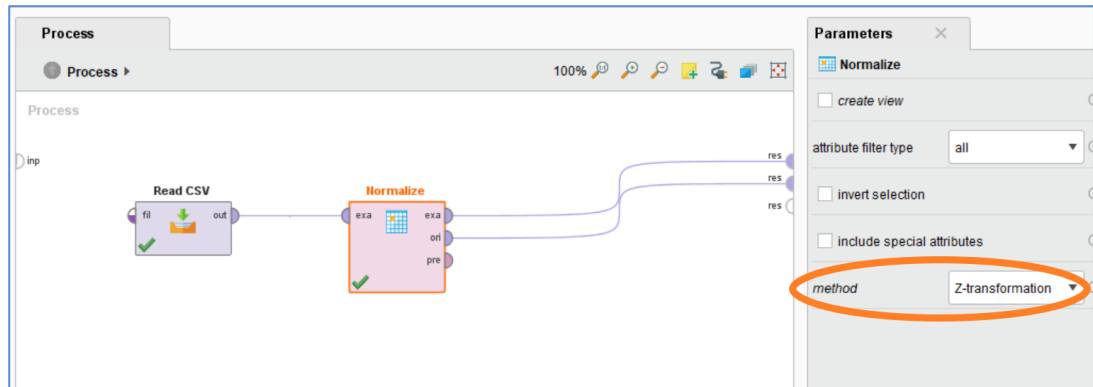 Process
Process
100%
Process
inp
Read CSV
fil
out
Normalize
exa
exa
ori
pre
res
res
res
Parameters
Normalize
create view
attribute filter type
all
invert selection
include special attributes
method
Z-transformation